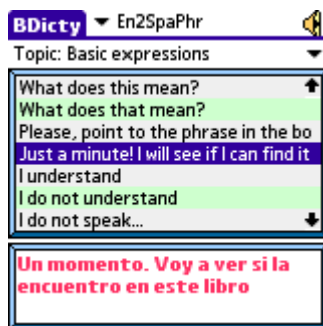 BDicty En2SpaPhr
Topic: Basic expressions
What does this mean?
What does that mean?
Please, point to the phrase in the bo
Just a minute! I will see if I can find it
I understand
I do not understand
I do not speak...
Un momento. Voy a ver si la
encuentro en este libro